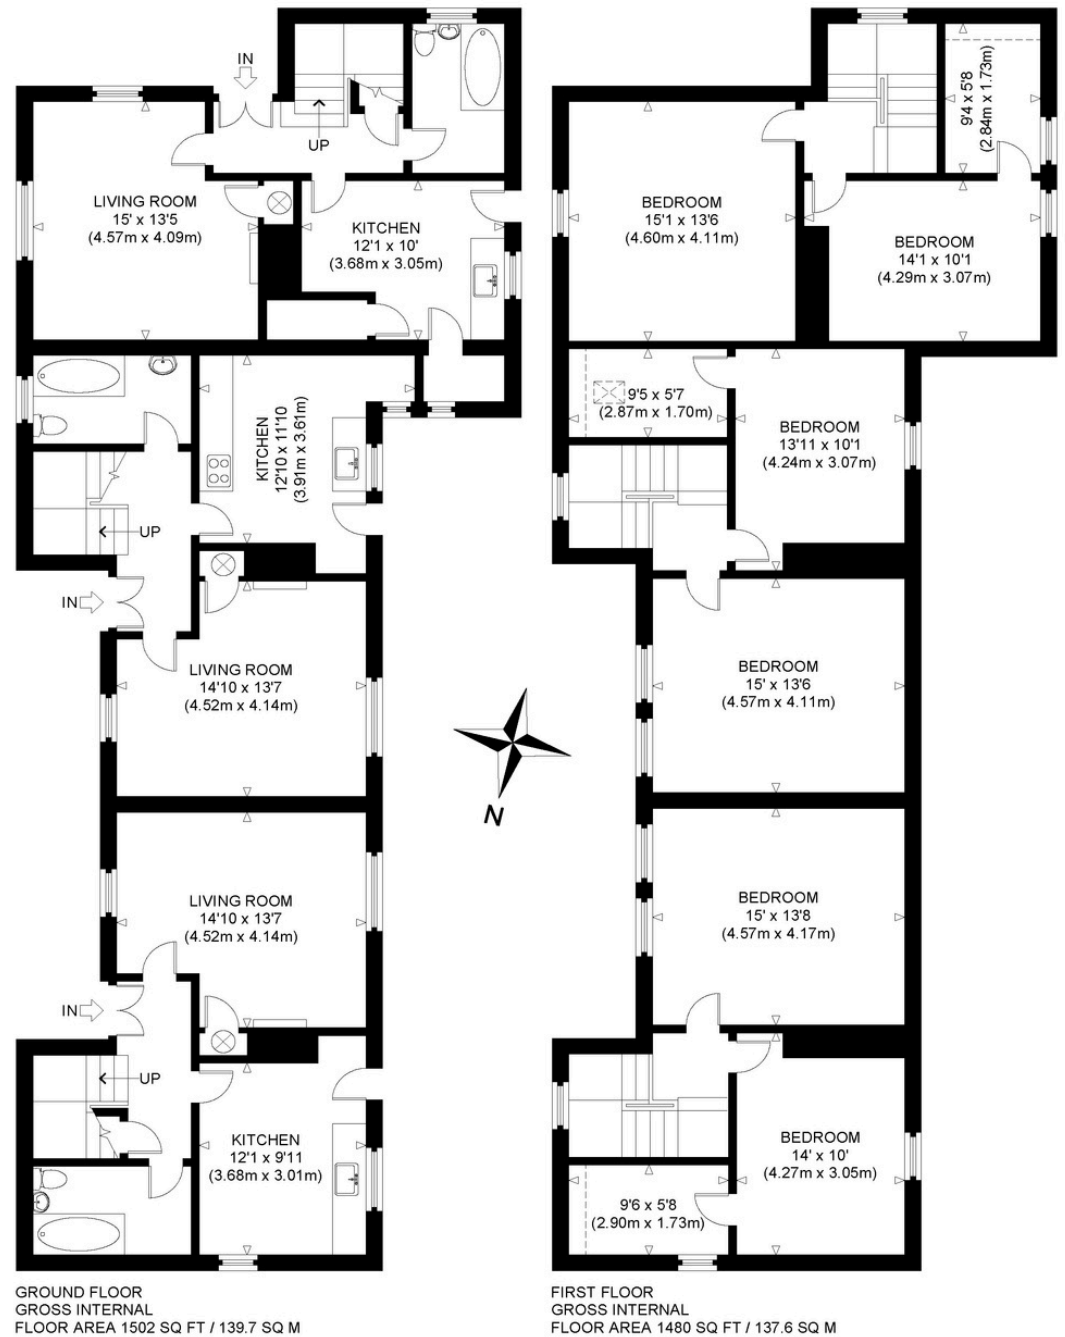 IN
UP
LIVING ROOM
15' x 13'5
(4.57m x 4.09m)
KITCHEN
12'1 x 10'
(3.68m x 3.05m)
KITCHEN
12'10 x 11'10
(3.91m x 3.61m)
UP
IN
LIVING ROOM
14'10 x 13'7
(4.52m x 4.14m)
LIVING ROOM
14'10 x 13'7
(4.52m x 4.14m)
IN
UP
KITCHEN
12'1 x 9'11
(3.68m x 3.01m)
GROUND FLOOR
GROSS INTERNAL
FLOOR AREA 1502 SQ FT / 139.7 SQ M
N
9'4 x 5'8
(2.84m x 1.73m)
BEDROOM
15'1 x 13'6
(4.60m x 4.11m)
BEDROOM
14'1 x 10'1
(4.29m x 3.07m)
9'5 x 5'7
(2.87m x 1.70m)
BEDROOM
13'11 x 10'1
(4.24m x 3.07m)
BEDROOM
15' x 13'6
(4.57m x 4.11m)
BEDROOM
15' x 13'8
(4.57m x 4.17m)
BEDROOM
14' x 10'
(4.27m x 3.05m)
9'6 x 5'8
(2.90m x 1.73m)
FIRST FLOOR
GROSS INTERNAL
FLOOR AREA 1480 SQ FT / 137.6 SQ M